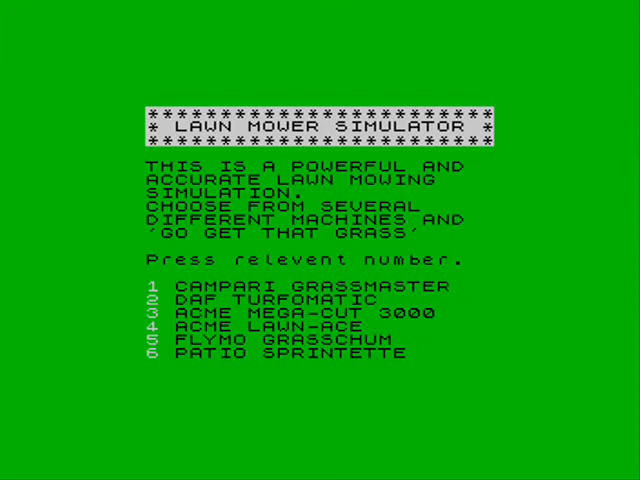 ************************
* LAWN MOWER SIMULATOR *
************************
THIS IS A POWERFUL AND
ACCURATE LAWN MOWING
SIMULATION.
CHOOSE FROM SEVERAL
DIFFERENT MACHINES AND
'GO GET THAT GRASS'
Press relevent number.
1 CAMPARI GRASSMASTER
2 DAF TURFOMATIC
3 ACME MEGA-CUT 3000
4 ACME LAWN-ACE
5 FLYMO GRASSCHUM
6 PATIO SPRINTETTE